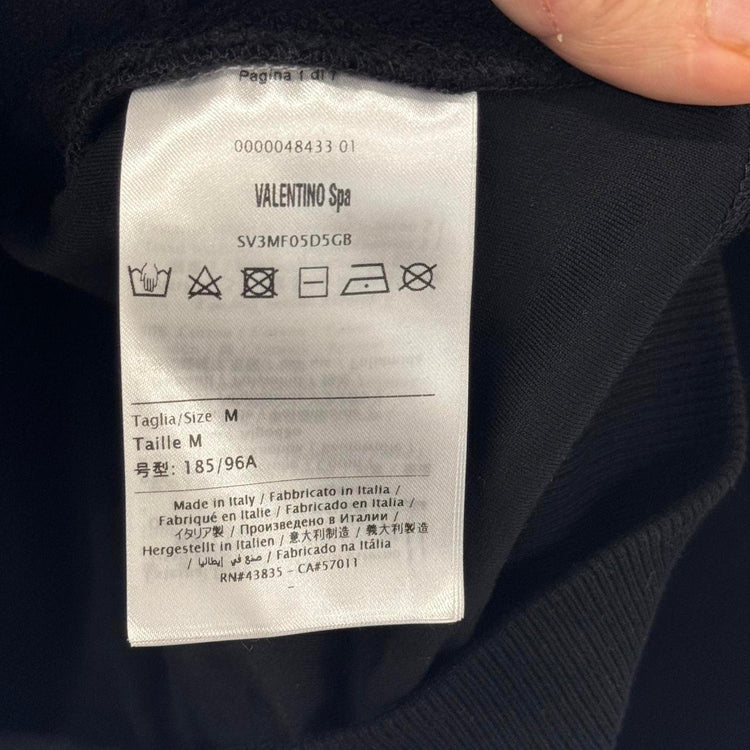 Pagina 1 di
0000048433 01
VALENTINO Spa
SV3MF05D5GB
Taglia/Size M
Taille M
号型: 185/96A
Made in Italy / Fabbricato in Italia /
Fabriqué en Italie / Fabricado en Italia /
イタリア製 / Произведено в Италии /
Hergestellt in Italien / 意大利制造 / 義大利製造
/ صنع في إيطاليا / Fabricado na Itália
RN#43835 - CA#57011
-